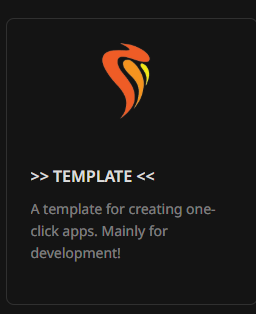 >> TEMPLATE <<
A template for creating one-
click apps. Mainly for
development!